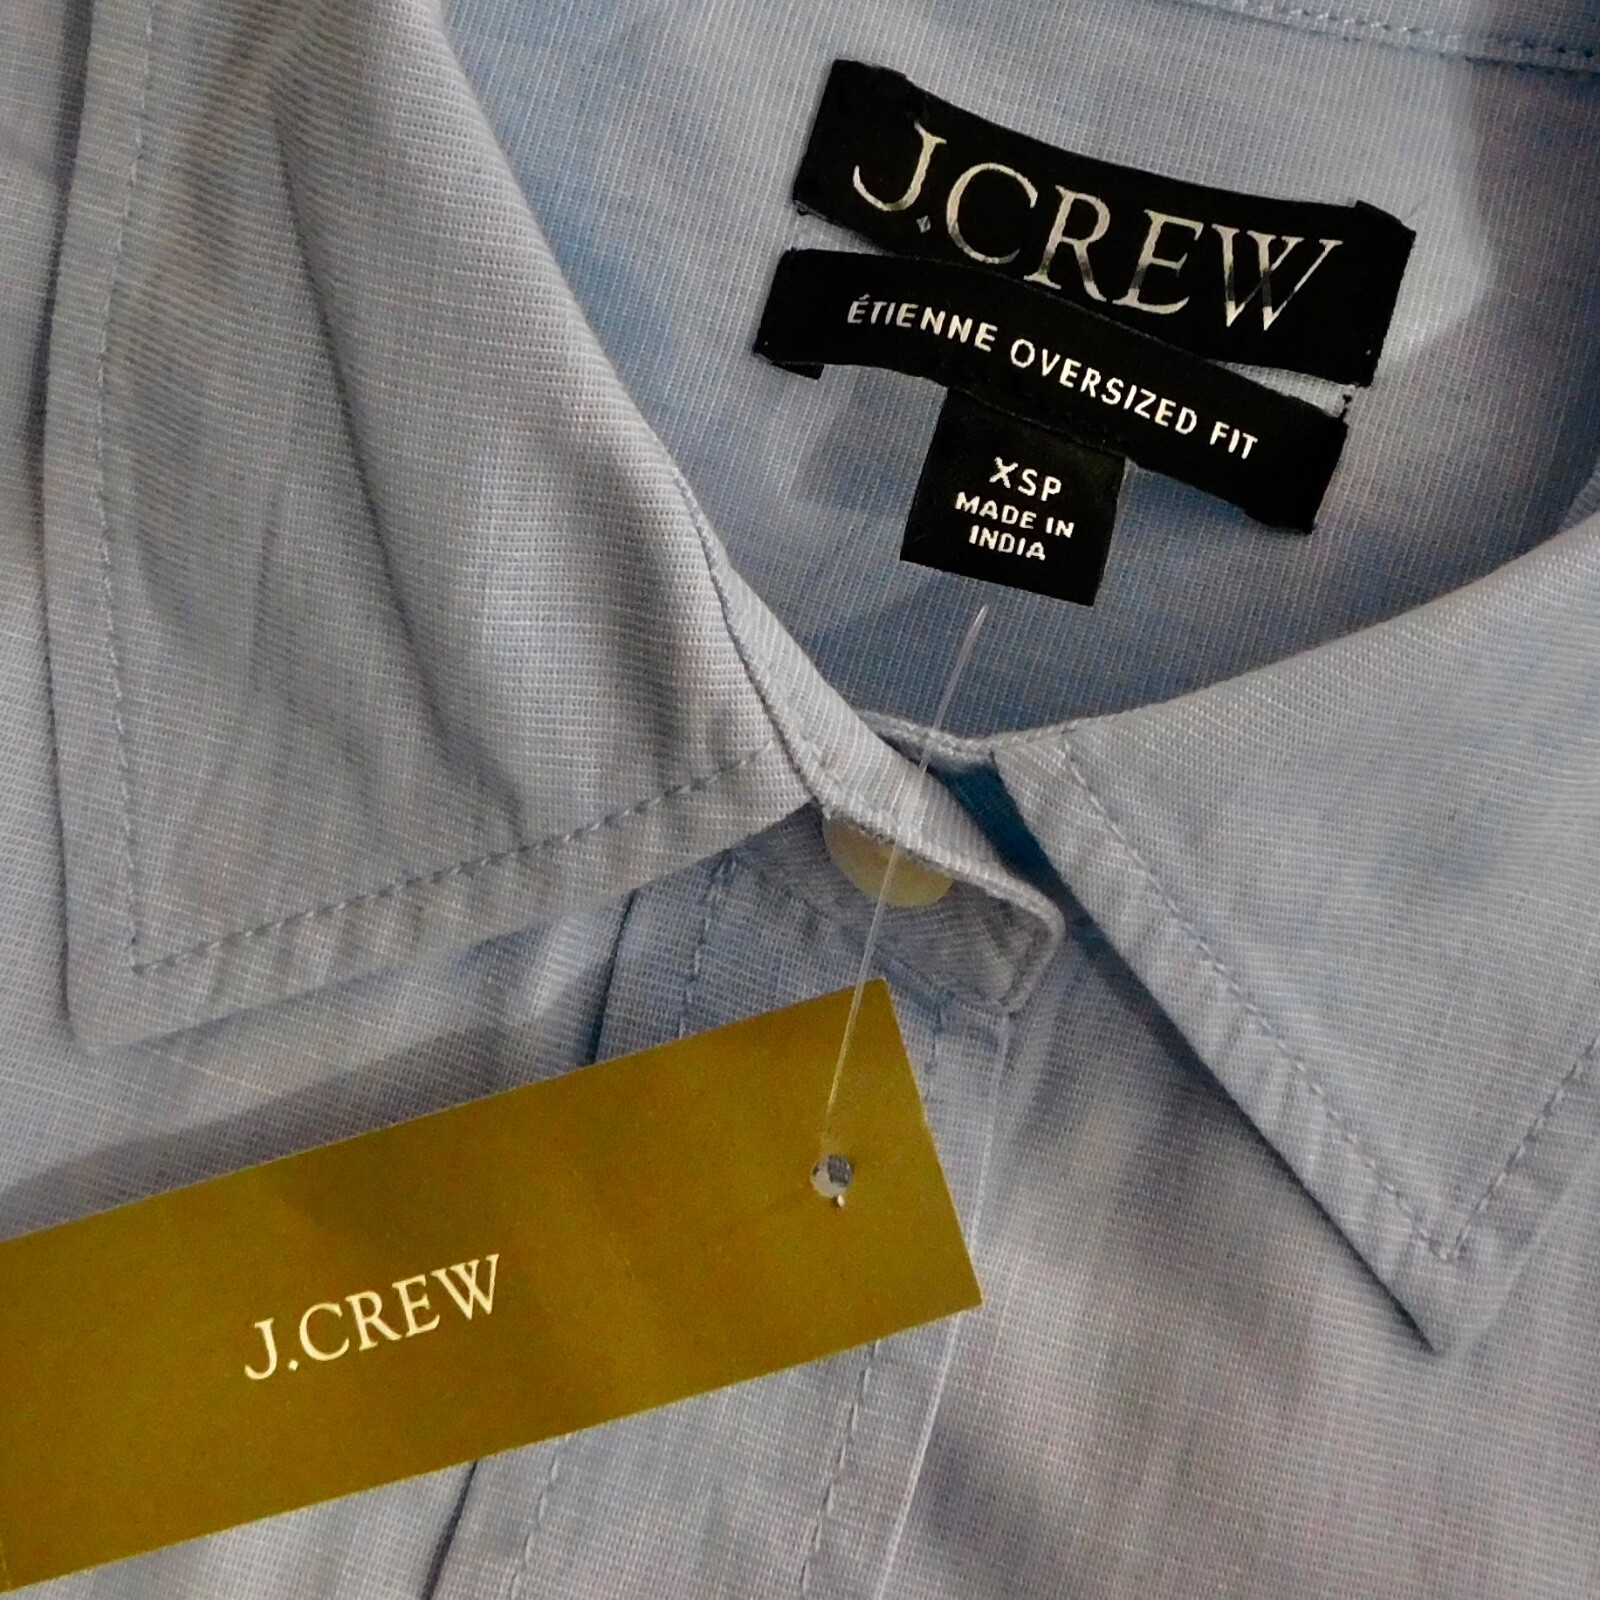 J.CREW
ÉTIENNE OVERSIZED FIT
XSP
MADE IN
INDIA
J.CREW